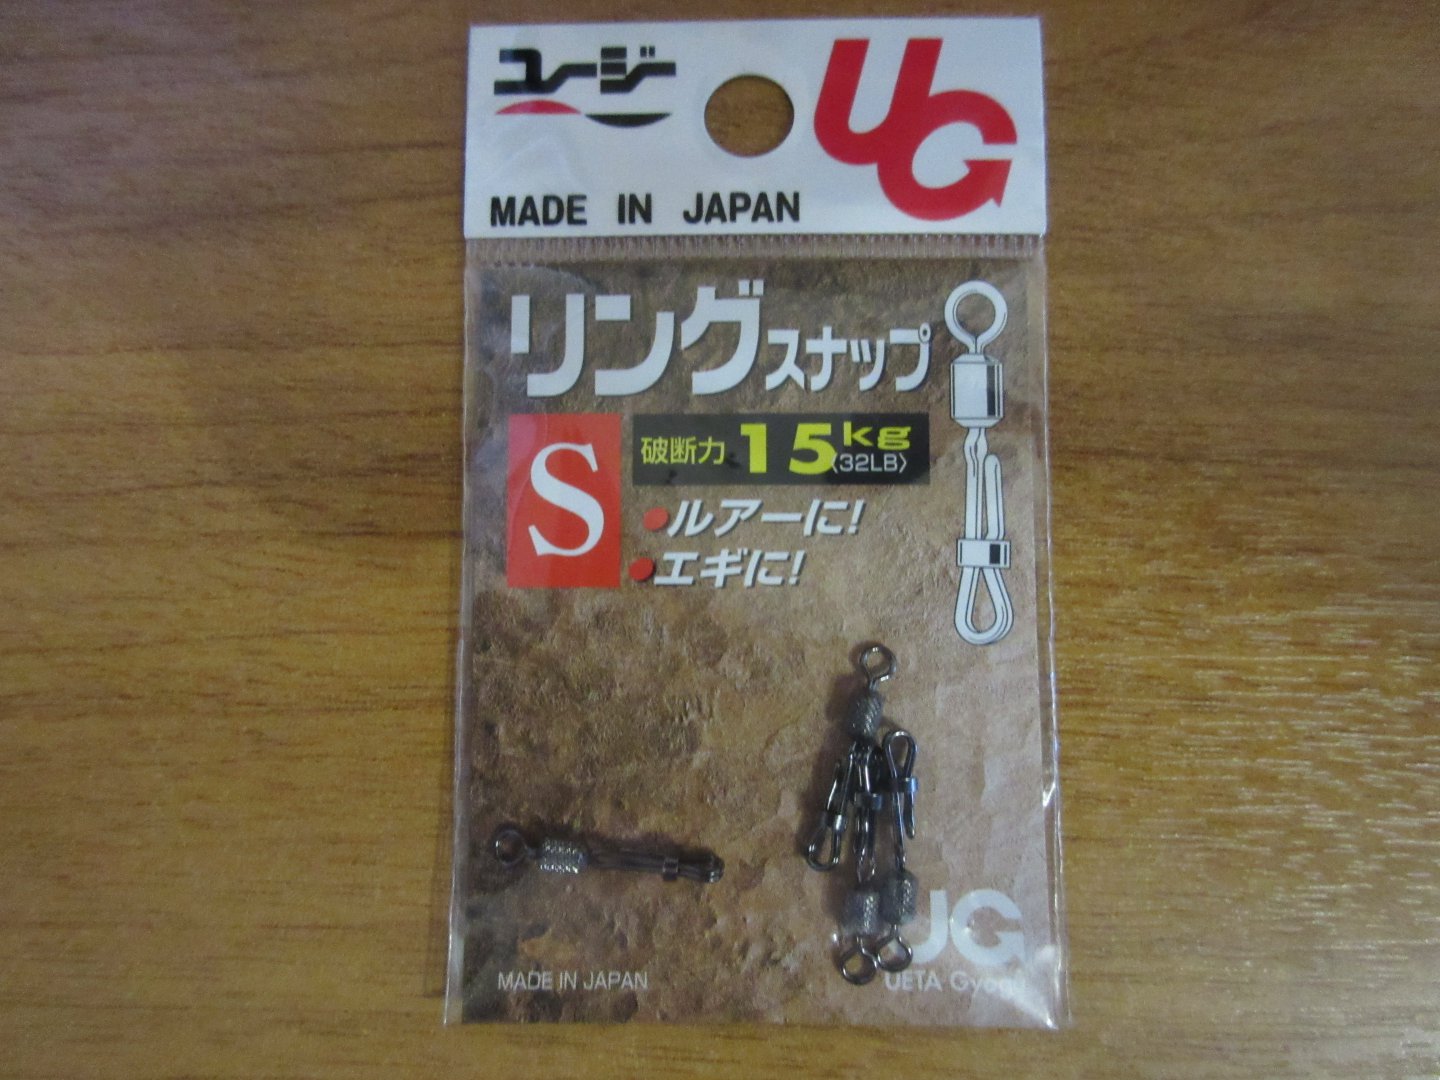 ユージ
UG
MADE IN JAPAN
リングスナップ
S
破断力 15kg
(32LB)
・ルアーに!
・エギに!
UG
MADE IN JAPAN
UETA Gyogu